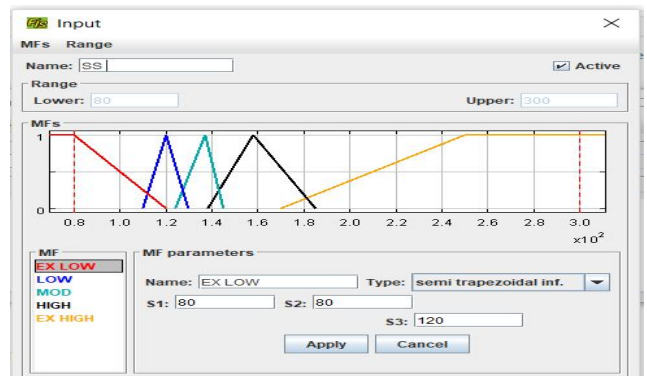 Fis Input
MFs Range
Name: SS
Active
Range
Lower: 80
Upper: 300
MFs
1
0
0.8 1.0 1.2 1.4 1.6 1.8 2.0 2.2 2.4 2.6 2.8 3.0
x10²
MF
EX LOW
LOW
MOD
HIGH
EX HIGH
MF parameters
Name: EX LOW
Type: semi trapezoidal inf.
S1: 80
S2: 80
S3: 120
Apply
Cancel